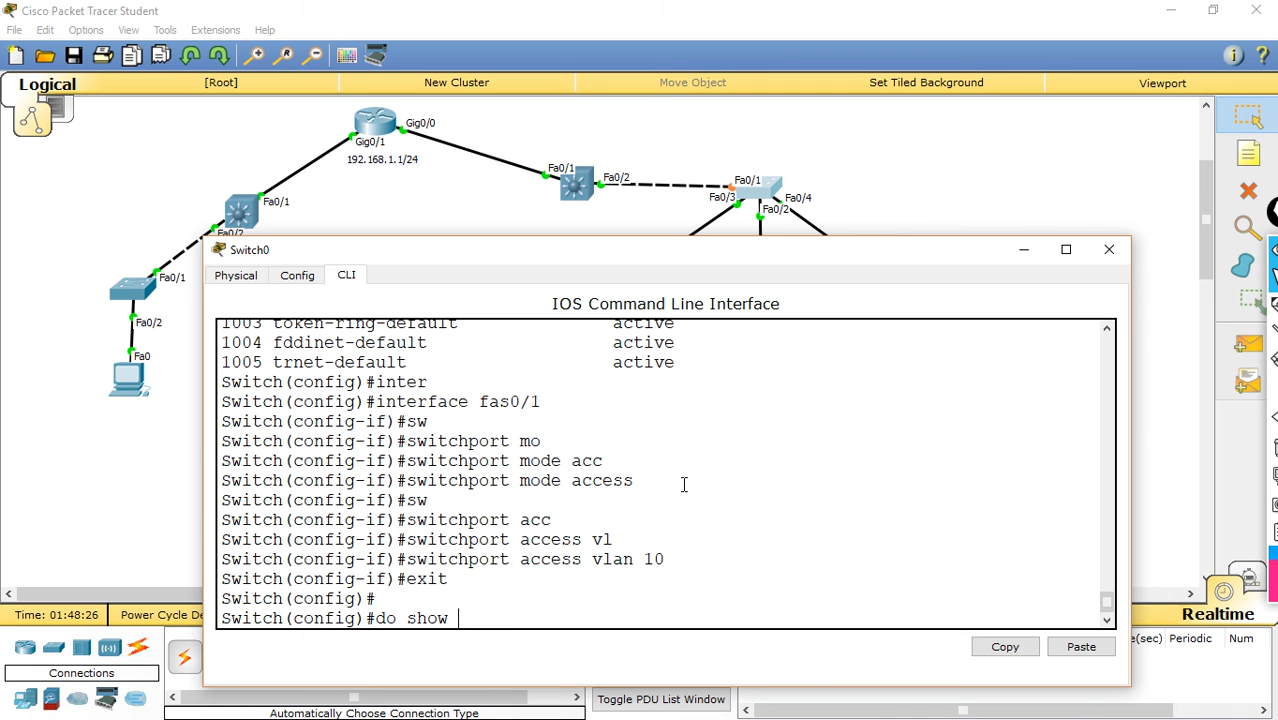 Cisco Packet Tracer Student
File Edit Options View Tools Extensions Help
Logical [Root] New Cluster Move Object Set Tiled Background Viewport
Gig0/0
Gig0/1
192.168.1.1/24
Fa0/1
Fa0/2
Fa0/1
Fa0/3
Fa0/4
Fa0/2
Fa0/1
Fa0/2
Fa0/1
Fa0/2
Fa0
Switch0
Physical Config CLI
IOS Command Line Interface
1003 token-ring-default active
1004 fddinet-default active
1005 trnet-default active
Switch(config)#inter
Switch(config)#interface fas0/1
Switch(config-if)#sw
Switch(config-if)#switchport mo
Switch(config-if)#switchport mode acc
Switch(config-if)#switchport mode access
Switch(config-if)#sw
Switch(config-if)#switchport acc
Switch(config-if)#switchport access vl
Switch(config-if)#switchport access vlan 10
Switch(config-if)#exit
Switch(config)#
Switch(config)#do show
Copy Paste
Time: 01:48:26 Power Cycle De
Realtime
(sec) Periodic Num
Connections
Automatically Choose Connection Type
Toggle PDU List Window